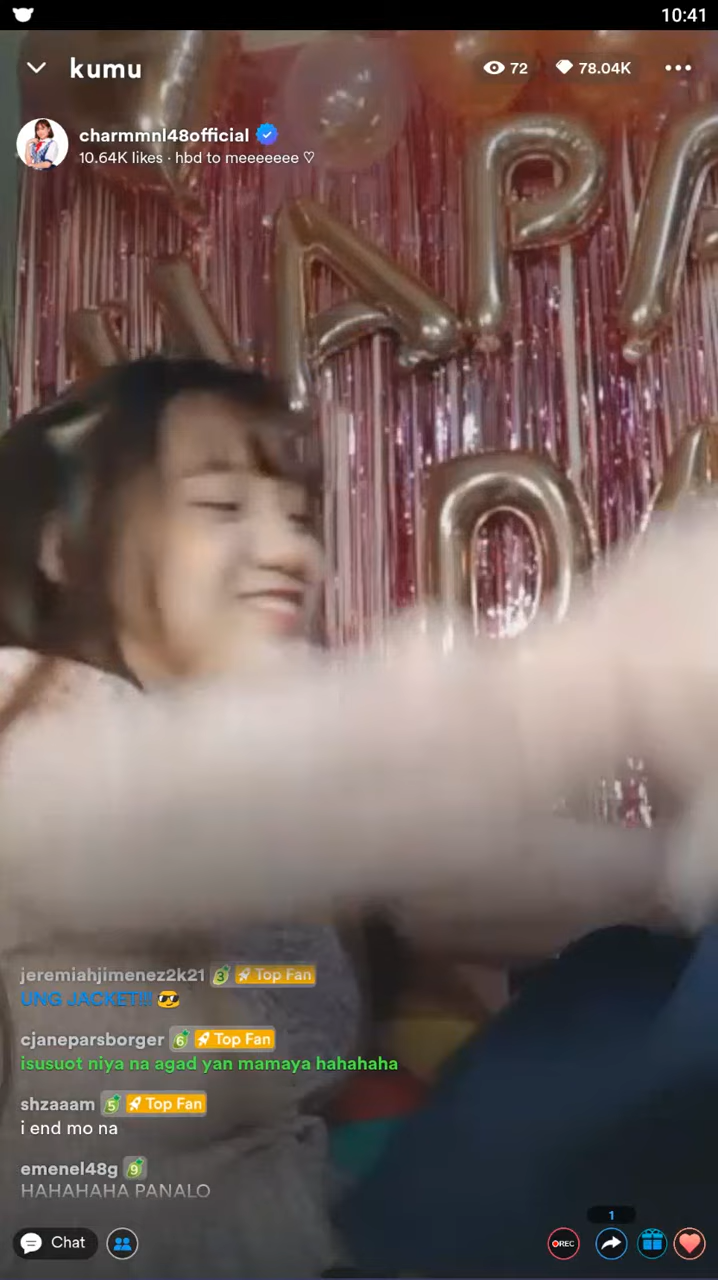 10:41
kumu
72
78.04K
charmmnl48official
10.64K likes · hbd to meeeeeee ♡
HAPP
DA
jeremiahjimenez2k21 3 Top Fan
UNG JACKET!!! 😎
cjaneparsborger 6 Top Fan
isusuot niya na agad yan mamaya hahahaha
shzaaam 5 Top Fan
i end mo na
emenel48g 9
HAHAHAHA PANALO
1
Chat
REC